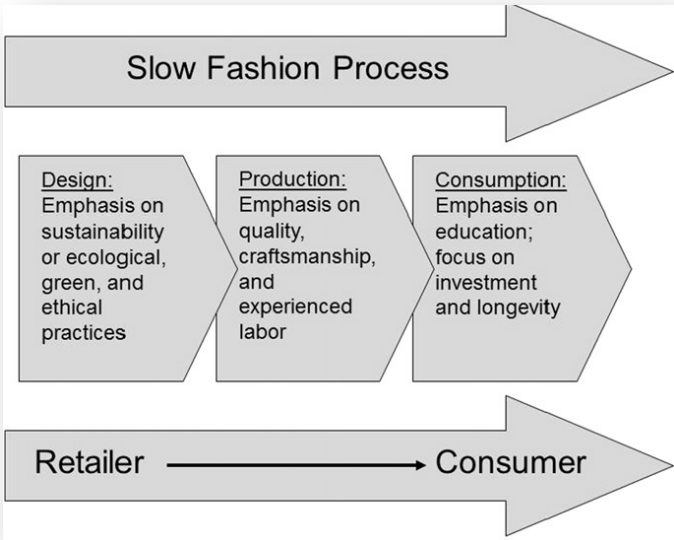 Slow Fashion Process
Design:
Emphasis on
sustainability
or ecological,
green, and
ethical
practices
Production:
Emphasis on
quality,
craftsmanship,
and
experienced
labor
Consumption:
Emphasis on
education;
focus on
investment
and longevity
Retailer
Consumer